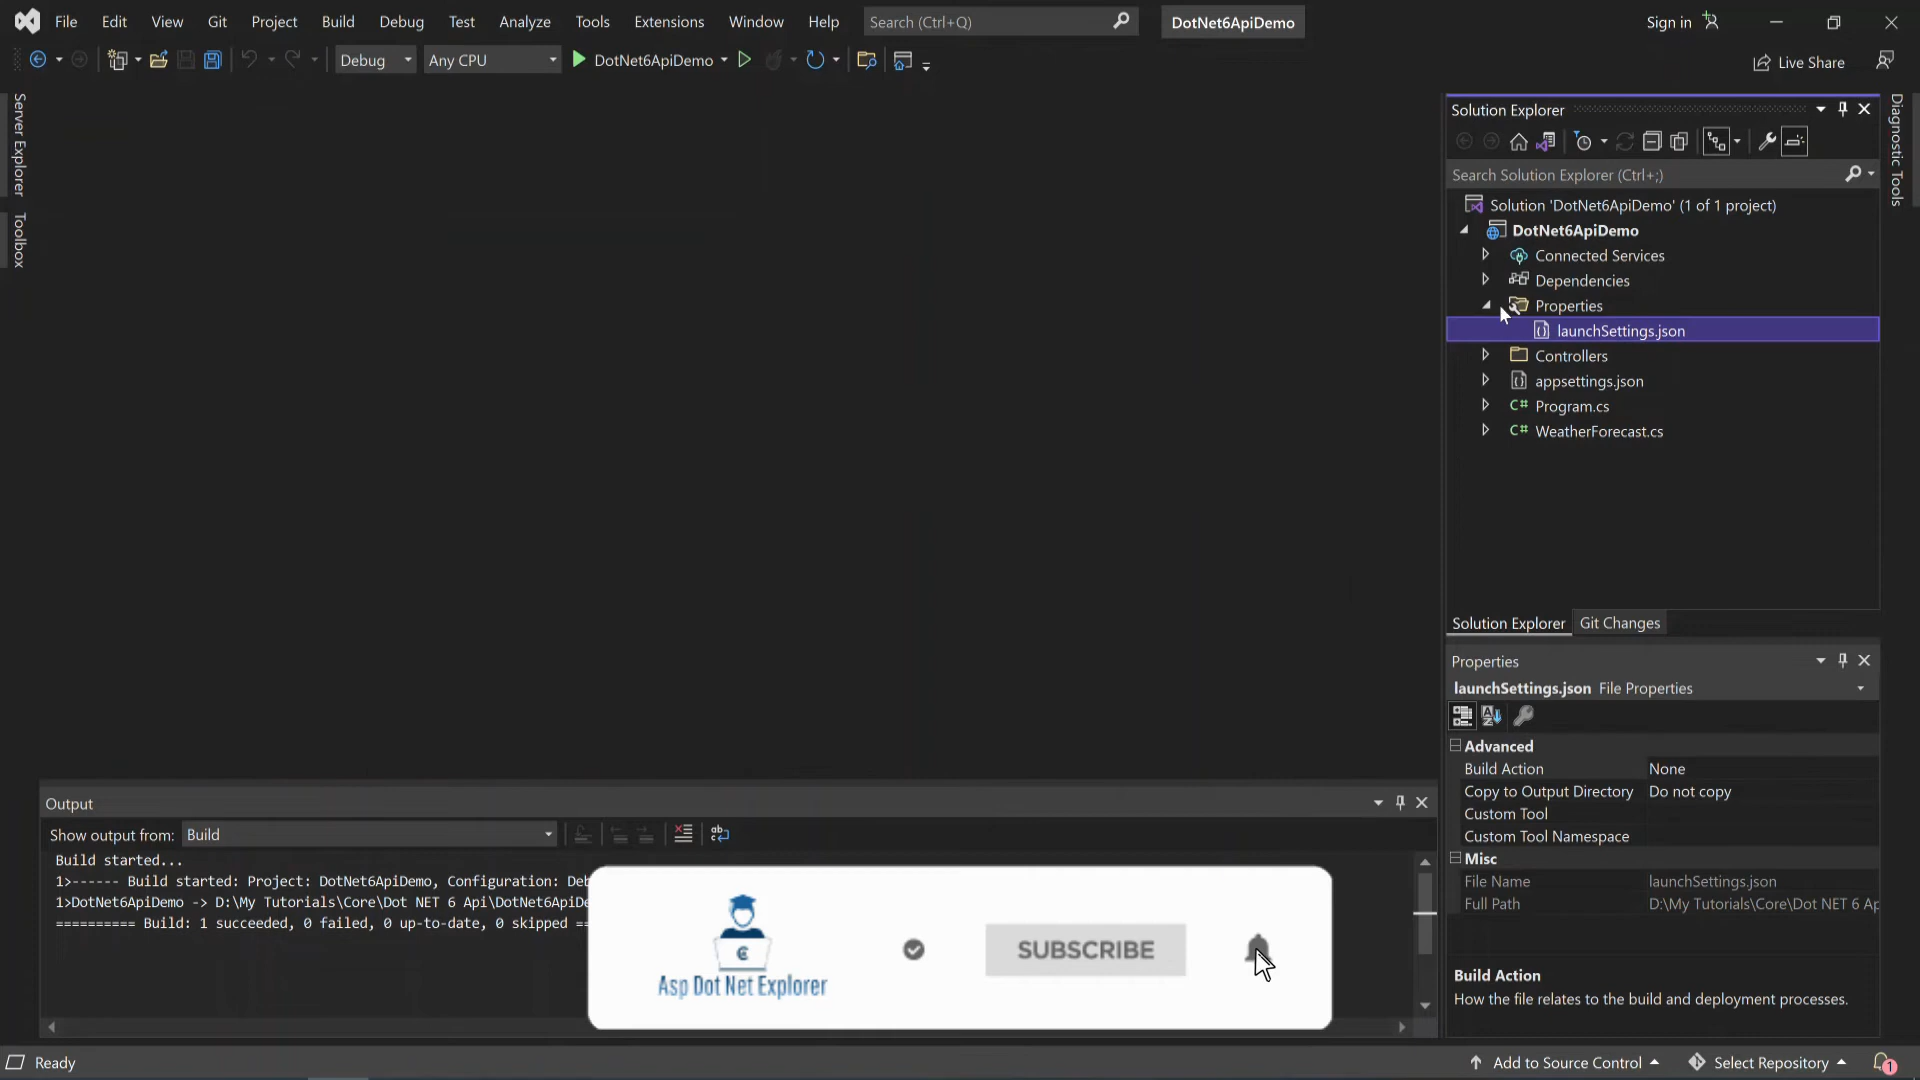 File Edit View Git Project Build Debug Test Analyze Tools Extensions Window Help Search (Ctrl+Q) DotNet6ApiDemo Sign in
Debug Any CPU DotNet6ApiDemo Live Share
Server Explorer
Toolbox
Solution Explorer
Search Solution Explorer (Ctrl+;)
Solution 'DotNet6ApiDemo' (1 of 1 project)
DotNet6ApiDemo
Connected Services
Dependencies
Properties
launchSettings.json
Controllers
appsettings.json
C# Program.cs
C# WeatherForecast.cs
Diagnostic Tools
Solution Explorer Git Changes
Properties
launchSettings.json File Properties
Advanced
Build Action None
Copy to Output Directory Do not copy
Custom Tool
Custom Tool Namespace
Misc
File Name launchSettings.json
Full Path D:\My Tutorials\Core\Dot NET 6 Ap
Build Action
How the file relates to the build and deployment processes.
Output
Show output from: Build
Build started...
1>------ Build started: Project: DotNet6ApiDemo, Configuration: Deb
1>DotNet6ApiDemo -> D:\My Tutorials\Core\Dot NET 6 Api\DotNet6ApiDe
========== Build: 1 succeeded, 0 failed, 0 up-to-date, 0 skipped ==
Asp Dot Net Explorer
SUBSCRIBE
Ready Add to Source Control Select Repository 1